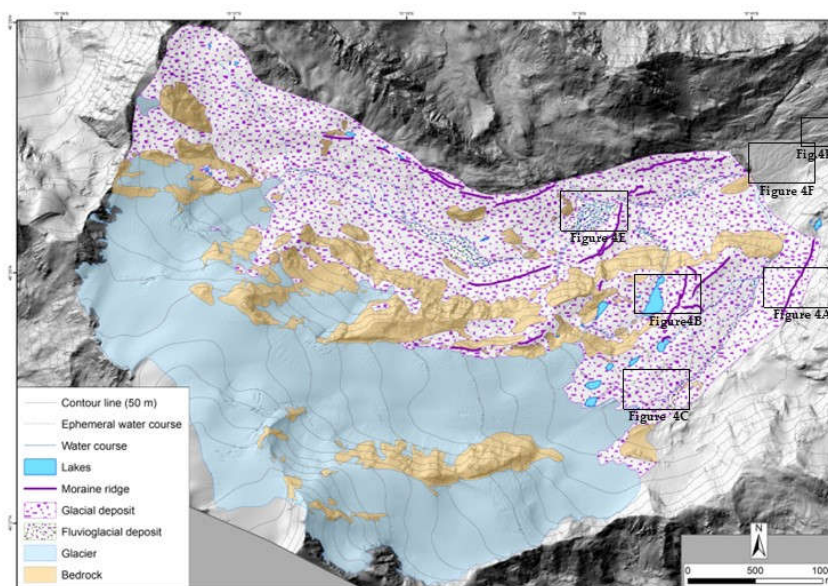 Fig.4D
Figure 4F
Figure 4E
Figure 4A
Figure4B
Figure 4C
Contour line (50 m)
Ephemeral water course
Water course
Lakes
Moraine ridge
Glacial deposit
Fluvioglacial deposit
Glacier
Bedrock
N
0 500 100